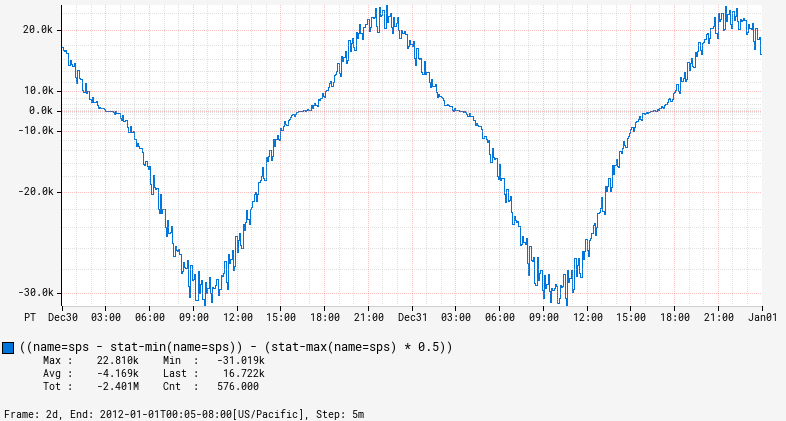 20.0k
10.0k
0.0k
-10.0k
-20.0k
-30.0k
PT Dec30 03:00 06:00 09:00 12:00 15:00 18:00 21:00 Dec31 03:00 06:00 09:00 12:00 15:00 18:00 21:00 Jan01
((name=sps - stat-min(name=sps)) - (stat-max(name=sps) * 0.5))
Max : 22.810k Min : -31.019k
Avg : -4.169k Last : 16.722k
Tot : -2.401M Cnt : 576.000
Frame: 2d, End: 2012-01-01T00:05-08:00[US/Pacific], Step: 5m